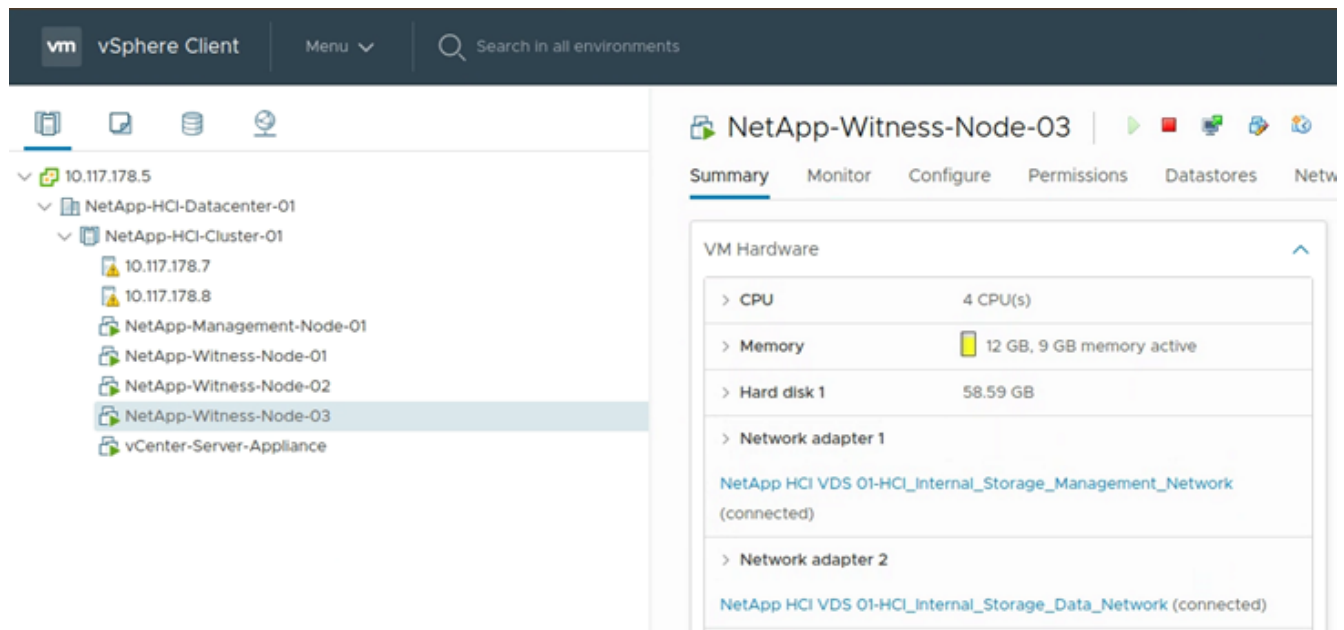 vm vSphere Client Menu Search in all environments
10.117.178.5
NetApp-HCI-Datacenter-01
NetApp-HCI-Cluster-01
10.117.178.7
10.117.178.8
NetApp-Management-Node-01
NetApp-Witness-Node-01
NetApp-Witness-Node-02
NetApp-Witness-Node-03
vCenter-Server-Appliance
NetApp-Witness-Node-03
Summary Monitor Configure Permissions Datastores Netw
VM Hardware
CPU 4 CPU(s)
Memory 12 GB, 9 GB memory active
Hard disk 1 58.59 GB
Network adapter 1
NetApp HCI VDS 01-HCI_Internal_Storage_Management_Network
(connected)
Network adapter 2
NetApp HCI VDS 01-HCI_Internal_Storage_Data_Network (connected)